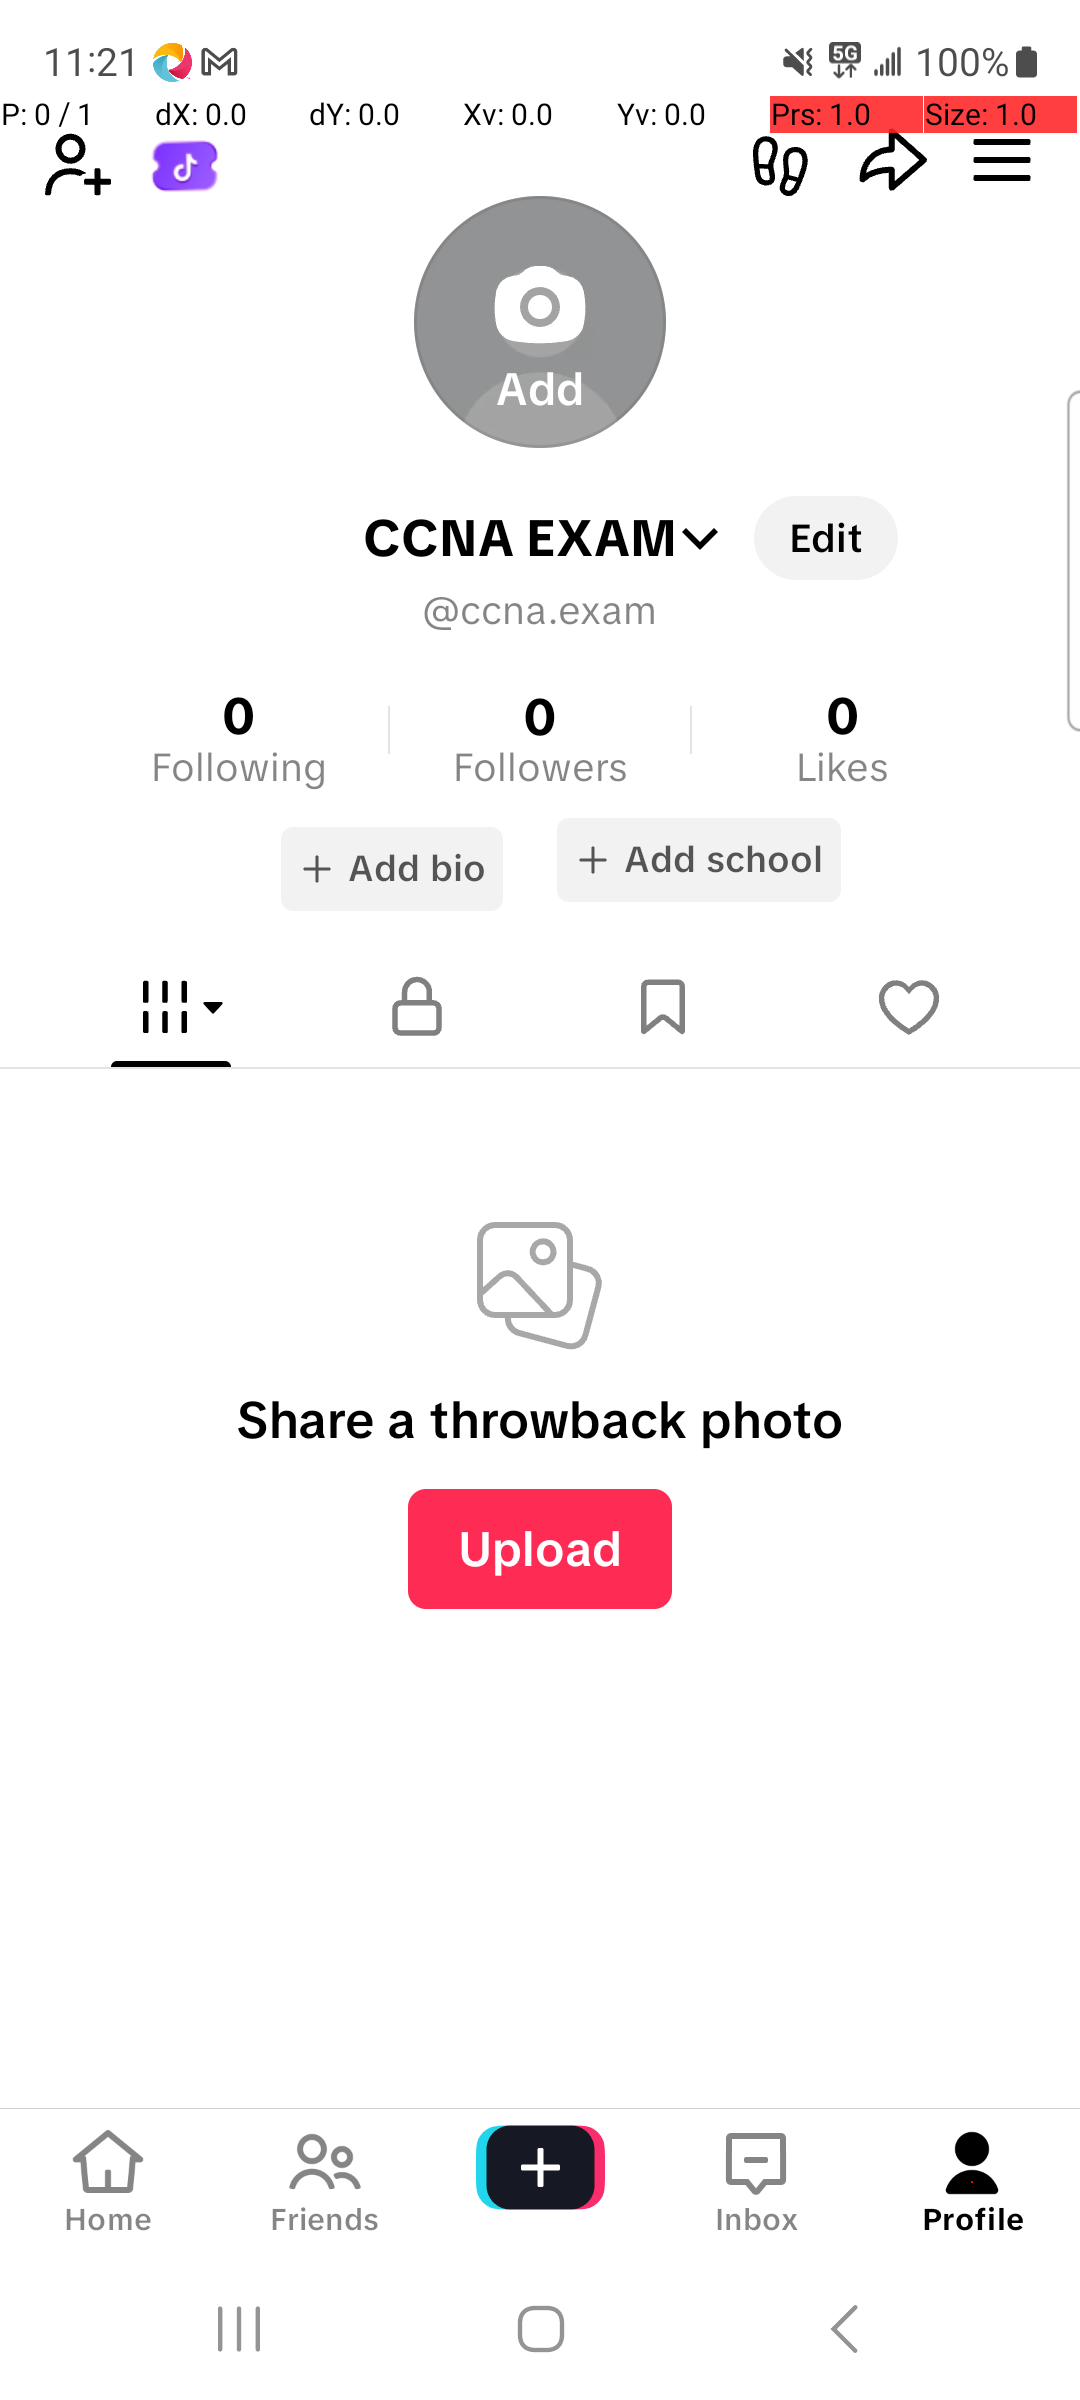 11:21 5G 100%
P: 0 / 1 dX: 0.0 dY: 0.0 Xv: 0.0 Yv: 0.0 Prs: 1.0 Size: 1.0
Add
CCNA EXAM Edit
@ccna.exam
0 0 0
Following Followers Likes
+ Add bio + Add school
Share a throwback photo
Upload
Home Friends Inbox Profile